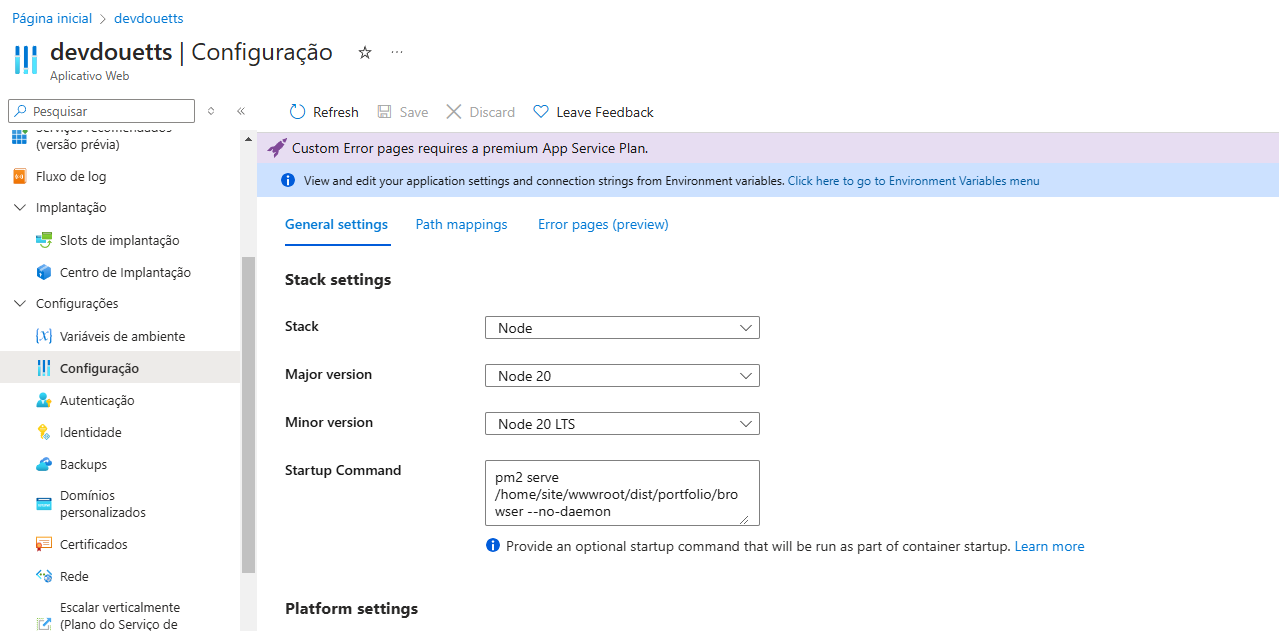 Página inicial > devdouetts
devdouetts | Configuração
Aplicativo Web
Pesquisar
Serviços recomendados
(versão prévia)
Fluxo de log
Implantação
Slots de implantação
Centro de Implantação
Configurações
Variáveis de ambiente
Configuração
Autenticação
Identidade
Backups
Domínios
personalizados
Certificados
Rede
Escalar verticalmente
(Plano do Serviço de
Refresh Save Discard Leave Feedback
Custom Error pages requires a premium App Service Plan.
View and edit your application settings and connection strings from Environment variables. Click here to go to Environment Variables menu
General settings Path mappings Error pages (preview)
Stack settings
Stack Node
Major version Node 20
Minor version Node 20 LTS
Startup Command
pm2 serve
/home/site/wwwroot/dist/portfolio/bro
wser --no-daemon
Provide an optional startup command that will be run as part of container startup. Learn more
Platform settings